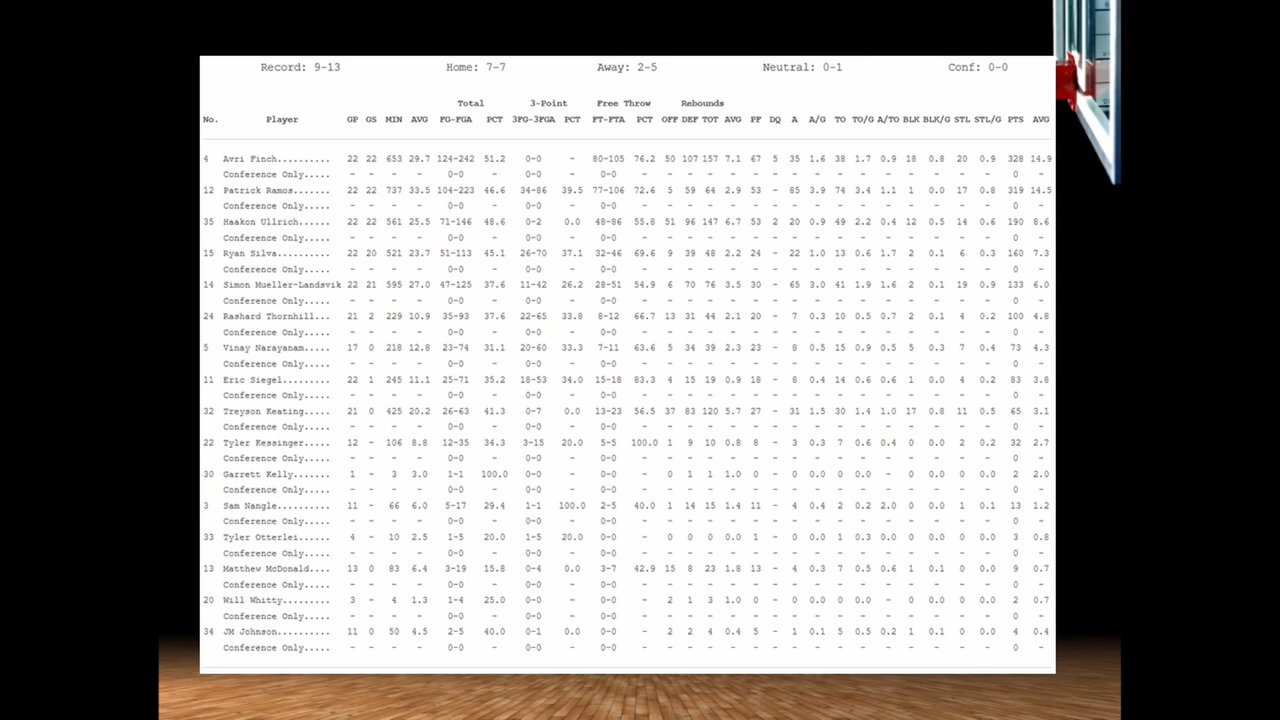 Record: 9-13 Home: 7-7 Away: 2-5 Neutral: 0-1 Conf: 0-0
Total 3-Point Free Throw Rebounds
No. Player GP GS MIN AVG FG-FGA PCT 3FG-3FGA PCT FT-FTA PCT OFF DEF TOT AVG PF DQ A A/G TO TO/G A/TO BLK BLK/G STL STL/G PTS AVG
4 Avri Finch.......... 22 22 653 29.7 124-242 51.2 0-0 - 80-105 76.2 50 107 157 7.1 67 5 35 1.6 38 1.7 0.9 18 0.8 20 0.9 328 14.9
Conference Only..... - - - - 0-0 - 0-0 - 0-0 - - - - - - - - - - - - - - - - 0 -
12 Patrick Ramos....... 22 22 737 33.5 104-223 46.6 34-86 39.5 77-106 72.6 5 59 64 2.9 53 - 85 3.9 74 3.4 1.1 1 0.0 17 0.8 319 14.5
Conference Only..... - - - - 0-0 - 0-0 - 0-0 - - - - - - - - - - - - - - - - 0 -
35 Haakon Ullrich...... 22 22 561 25.5 71-146 48.6 0-2 0.0 48-86 55.8 51 96 147 6.7 53 2 20 0.9 49 2.2 0.4 12 0.5 14 0.6 190 8.6
Conference Only..... - - - - 0-0 - 0-0 - 0-0 - - - - - - - - - - - - - - - - 0 -
15 Ryan Silva.......... 22 20 521 23.7 51-113 45.1 26-70 37.1 32-46 69.6 9 39 48 2.2 24 - 22 1.0 13 0.6 1.7 2 0.1 6 0.3 160 7.3
Conference Only..... - - - - 0-0 - 0-0 - 0-0 - - - - - - - - - - - - - - - - 0 -
14 Simon Mueller-Landsvik 22 21 595 27.0 47-125 37.6 11-42 26.2 28-51 54.9 6 70 76 3.5 30 - 65 3.0 41 1.9 1.6 2 0.1 19 0.9 133 6.0
Conference Only..... - - - - 0-0 - 0-0 - 0-0 - - - - - - - - - - - - - - - - 0 -
24 Rashard Thornhill... 21 2 229 10.9 35-93 37.6 22-65 33.8 8-12 66.7 13 31 44 2.1 20 - 7 0.3 10 0.5 0.7 2 0.1 4 0.2 100 4.8
Conference Only..... - - - - 0-0 - 0-0 - 0-0 - - - - - - - - - - - - - - - - 0 -
5 Vinay Narayanam..... 17 0 218 12.8 23-74 31.1 20-60 33.3 7-11 63.6 5 34 39 2.3 23 - 8 0.5 15 0.9 0.5 5 0.3 7 0.4 73 4.3
Conference Only..... - - - - 0-0 - 0-0 - 0-0 - - - - - - - - - - - - - - - - 0 -
11 Eric Siegel......... 22 1 245 11.1 25-71 35.2 18-53 34.0 15-18 83.3 4 15 19 0.9 18 - 8 0.4 14 0.6 0.6 1 0.0 4 0.2 83 3.8
Conference Only..... - - - - 0-0 - 0-0 - 0-0 - - - - - - - - - - - - - - - - 0 -
32 Treyson Keating..... 21 0 425 20.2 26-63 41.3 0-7 0.0 13-23 56.5 37 83 120 5.7 27 - 31 1.5 30 1.4 1.0 17 0.8 11 0.5 65 3.1
Conference Only..... - - - - 0-0 - 0-0 - 0-0 - - - - - - - - - - - - - - - - 0 -
22 Tyler Kessinger..... 12 - 106 8.8 12-35 34.3 3-15 20.0 5-5 100.0 1 9 10 0.8 8 - 3 0.3 7 0.6 0.4 0 0.0 2 0.2 32 2.7
Conference Only..... - - - - 0-0 - 0-0 - 0-0 - - - - - - - - - - - - - - - - 0 -
30 Garrett Kelly....... 1 - 3 3.0 1-1 100.0 0-0 - 0-0 - 0 1 1 1.0 0 - 0 0.0 0 0.0 - 0 0.0 0 0.0 2 2.0
Conference Only..... - - - - 0-0 - 0-0 - 0-0 - - - - - - - - - - - - - - - - 0 -
3 Sam Nangle.......... 11 - 66 6.0 5-17 29.4 1-1 100.0 2-5 40.0 1 14 15 1.4 11 - 4 0.4 2 0.2 2.0 0 0.0 1 0.1 13 1.2
Conference Only..... - - - - 0-0 - 0-0 - 0-0 - - - - - - - - - - - - - - - - 0 -
33 Tyler Otterlei...... 4 - 10 2.5 1-5 20.0 1-5 20.0 0-0 - 0 0 0 0.0 1 - 0 0.0 1 0.3 0.0 0 0.0 0 0.0 3 0.8
Conference Only..... - - - - 0-0 - 0-0 - 0-0 - - - - - - - - - - - - - - - - 0 -
13 Matthew McDonald.... 13 0 83 6.4 3-19 15.8 0-4 0.0 3-7 42.9 15 8 23 1.8 13 - 4 0.3 7 0.5 0.6 1 0.1 0 0.0 9 0.7
Conference Only..... - - - - 0-0 - 0-0 - 0-0 - - - - - - - - - - - - - - - - 0 -
20 Will Whitty......... 3 - 4 1.3 1-4 25.0 0-0 - 0-0 - 2 1 3 1.0 0 - 0 0.0 0 0.0 - 0 0.0 0 0.0 2 0.7
Conference Only..... - - - - 0-0 - 0-0 - 0-0 - - - - - - - - - - - - - - - - 0 -
34 JM Johnson.......... 11 0 50 4.5 2-5 40.0 0-1 0.0 0-0 - 2 2 4 0.4 5 - 1 0.1 5 0.5 0.2 1 0.1 0 0.0 4 0.4
Conference Only..... - - - - 0-0 - 0-0 - 0-0 - - - - - - - - - - - - - - - - 0 -